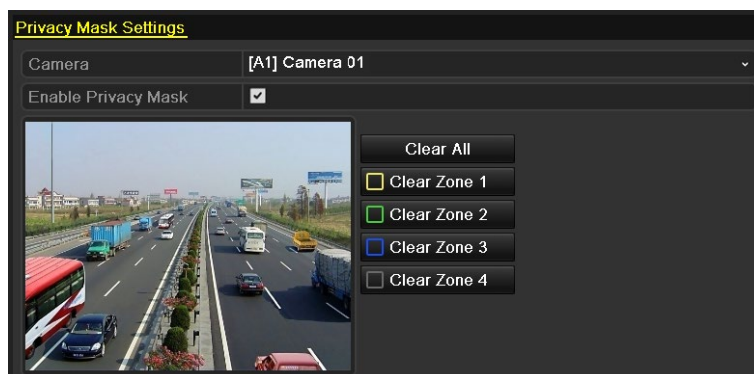 Privacy Mask Settings
Camera
[A1] Camera 01
Enable Privacy Mask
Clear All
Clear Zone 1
Clear Zone 2
Clear Zone 3
Clear Zone 4